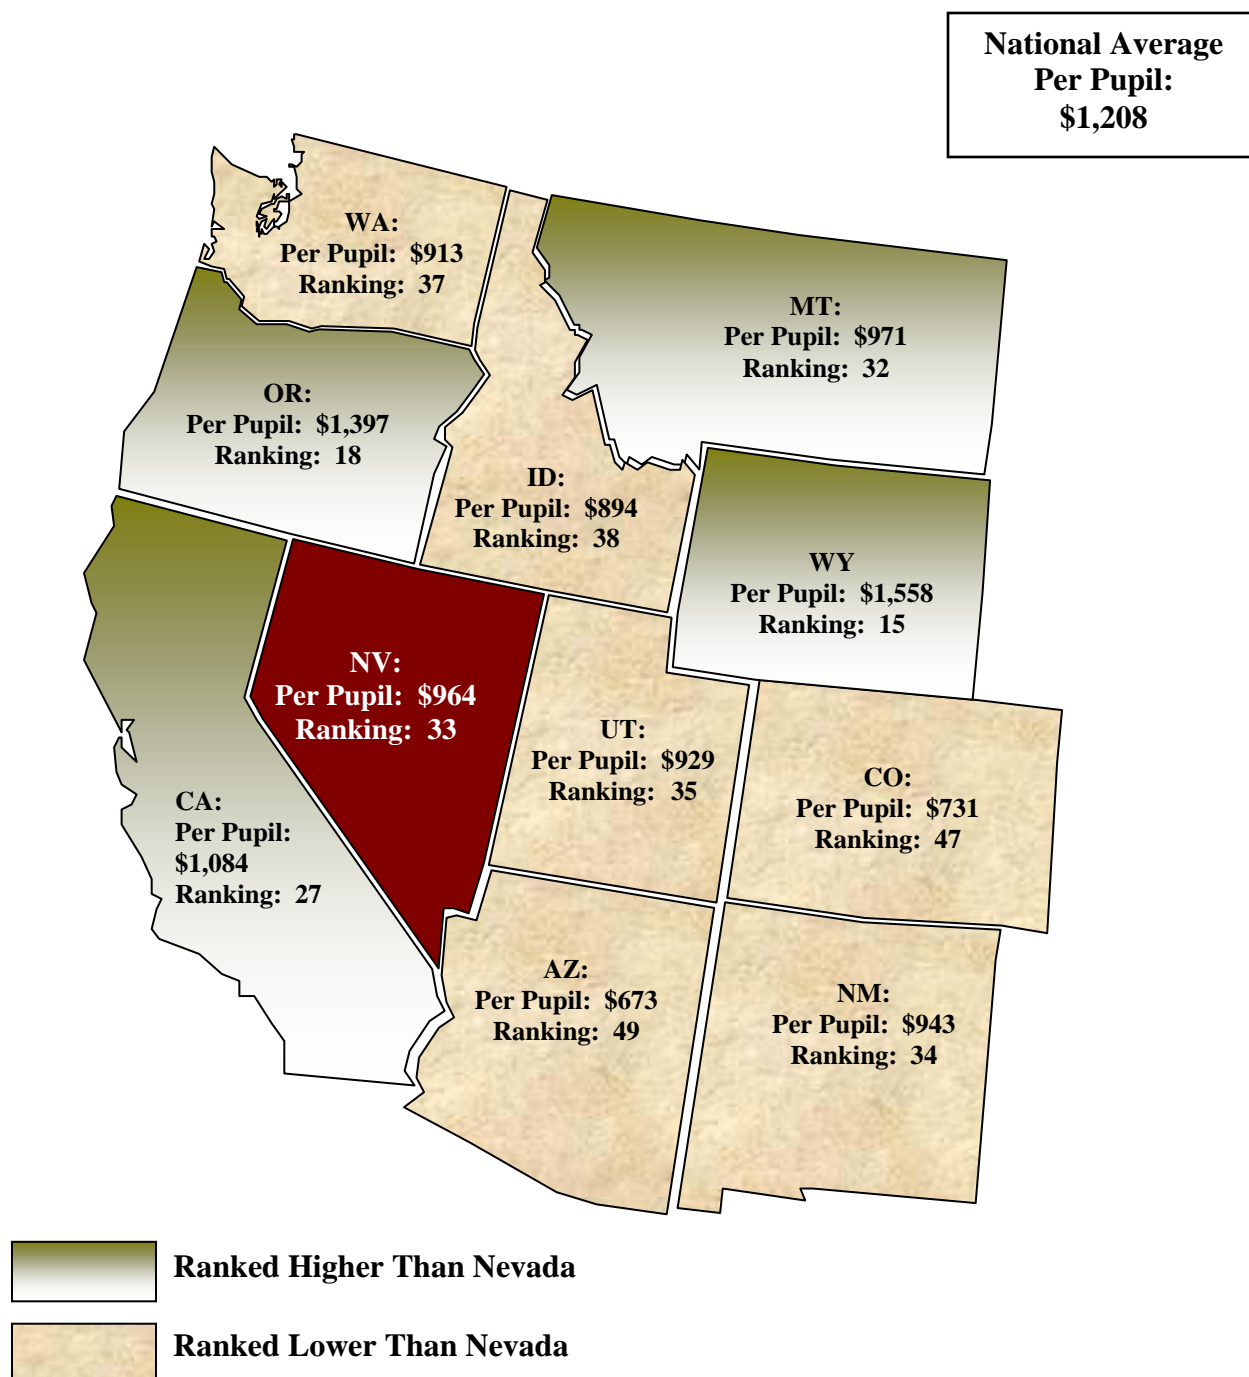 National Average
Per Pupil:
$1,208
WA:
Per Pupil: $913
Ranking: 37
MT:
Per Pupil: $971
Ranking: 32
OR:
Per Pupil: $1,397
Ranking: 18
ID:
Per Pupil: $894
Ranking: 38
WY
Per Pupil: $1,558
Ranking: 15
NV:
Per Pupil: $964
Ranking: 33
UT:
Per Pupil: $929
Ranking: 35
CO:
Per Pupil: $731
Ranking: 47
CA:
Per Pupil:
$1,084
Ranking: 27
AZ:
Per Pupil: $673
Ranking: 49
NM:
Per Pupil: $943
Ranking: 34
Ranked Higher Than Nevada
Ranked Lower Than Nevada